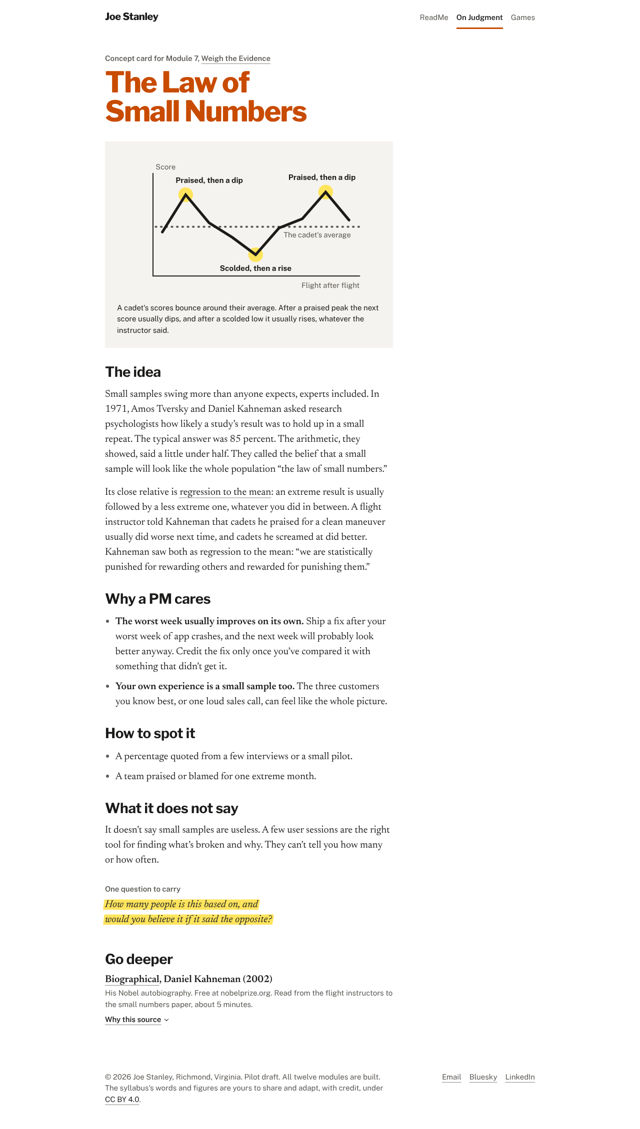 Joe Stanley
ReadMe On Judgment Games
Concept card for Module 7, Weigh the Evidence
The Law of
Small Numbers
Score
Praised, then a dip
Praised, then a dip
The cadet's average
Scolded, then a rise
Flight after flight
A cadet's scores bounce around their average. After a praised peak the next
score usually dips, and after a scolded low it usually rises, whatever the
instructor said.
The idea
Small samples swing more than anyone expects, experts included. In
1971, Amos Tversky and Daniel Kahneman asked research
psychologists how likely a study's result was to hold up in a small
repeat. The typical answer was 85 percent. The arithmetic, they
showed, said a little under half. They called the belief that a small
sample will look like the whole population “the law of small numbers.”
Its close relative is regression to the mean: an extreme result is usually
followed by a less extreme one, whatever you did in between. A flight
instructor told Kahneman that cadets he praised for a clean maneuver
usually did worse next time, and cadets he screamed at did better.
Kahneman saw both as regression to the mean: “we are statistically
punished for rewarding others and rewarded for punishing them.”
Why a PM cares
• The worst week usually improves on its own. Ship a fix after your
worst week of app crashes, and the next week will probably look
better anyway. Credit the fix only once you've compared it with
something that didn't get it.
• Your own experience is a small sample too. The three customers
you know best, or one loud sales call, can feel like the whole picture.
How to spot it
• A percentage quoted from a few interviews or a small pilot.
• A team praised or blamed for one extreme month.
What it does not say
It doesn't say small samples are useless. A few user sessions are the right
tool for finding what's broken and why. They can't tell you how many
or how often.
One question to carry
How many people is this based on, and
would you believe it if it said the opposite?
Go deeper
Biographical, Daniel Kahneman (2002)
His Nobel autobiography. Free at nobelprize.org. Read from the flight instructors to
the small numbers paper, about 5 minutes.
Why this source
© 2026 Joe Stanley, Richmond, Virginia. Pilot draft. All twelve modules are built.
The syllabus's words and figures are yours to share and adapt, with credit, under
CC BY 4.0.
Email Bluesky LinkedIn